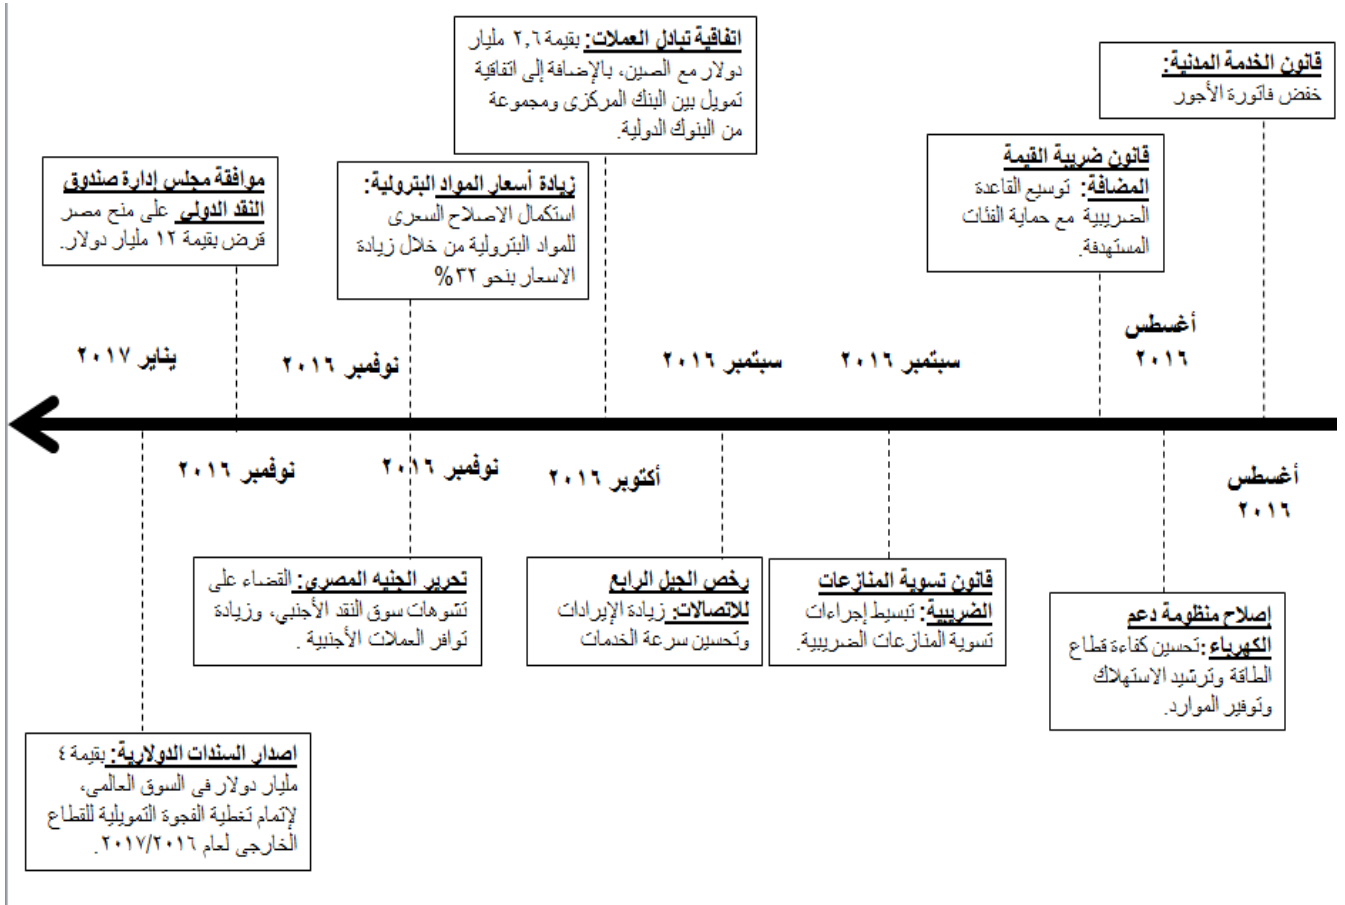 قانون الخدمة المدنية:
خفض فاتورة الأجور
قانون ضريبة القيمة
المضافة: توسيع القاعدة
الضريبية مع حماية الفئات
المستهدفة.
اتفاقية تبادل العملات: بقيمة ٢,٦ مليار
دولار مع الصين، بالإضافة إلى اتفاقية
تمويل بين البنك المركزى ومجموعة
من البنوك الدولية.
زيادة أسعار المواد البترولية:
استكمال الاصلاح السعرى
للمواد البترولية من خلال زيادة
الاسعار بنحو ٣٢%
موافقة مجلس إدارة صندوق
النقد الدولي على منح مصر
قرض بقيمة ١٢ مليار دولار.
أغسطس
٢٠١٦
سبتمبر ٢٠١٦
سبتمبر ٢٠١٦
نوفمبر ٢٠١٦
يناير ٢٠١٧
أغسطس
٢٠١٦
أكتوبر ٢٠١٦
نوفمبر ٢٠١٦
نوفمبر ٢٠١٦
إصلاح منظومة دعم
الكهرباء: تحسين كفاءة قطاع
الطاقة وترشيد الاستهلاك
وتوفير الموارد.
قانون تسوية المنازعات
الضريبية: تبسيط إجراءات
تسوية المنازعات الضريبية.
رخص الجيل الرابع
للاتصالات: زيادة الإيرادات
وتحسين سرعة الخدمات
تحرير الجنيه المصرى: القضاء على
تشوهات سوق النقد الأجنبي، وزيادة
توافر العملات الأجنبية .
اصدار السندات الدولارية: بقيمة ٤
مليار دولار فى السوق العالمى،
لإتمام تغطية الفجوة التمويلية للقطاع
الخارجى لعام ٢٠١٧/٢٠١٦.